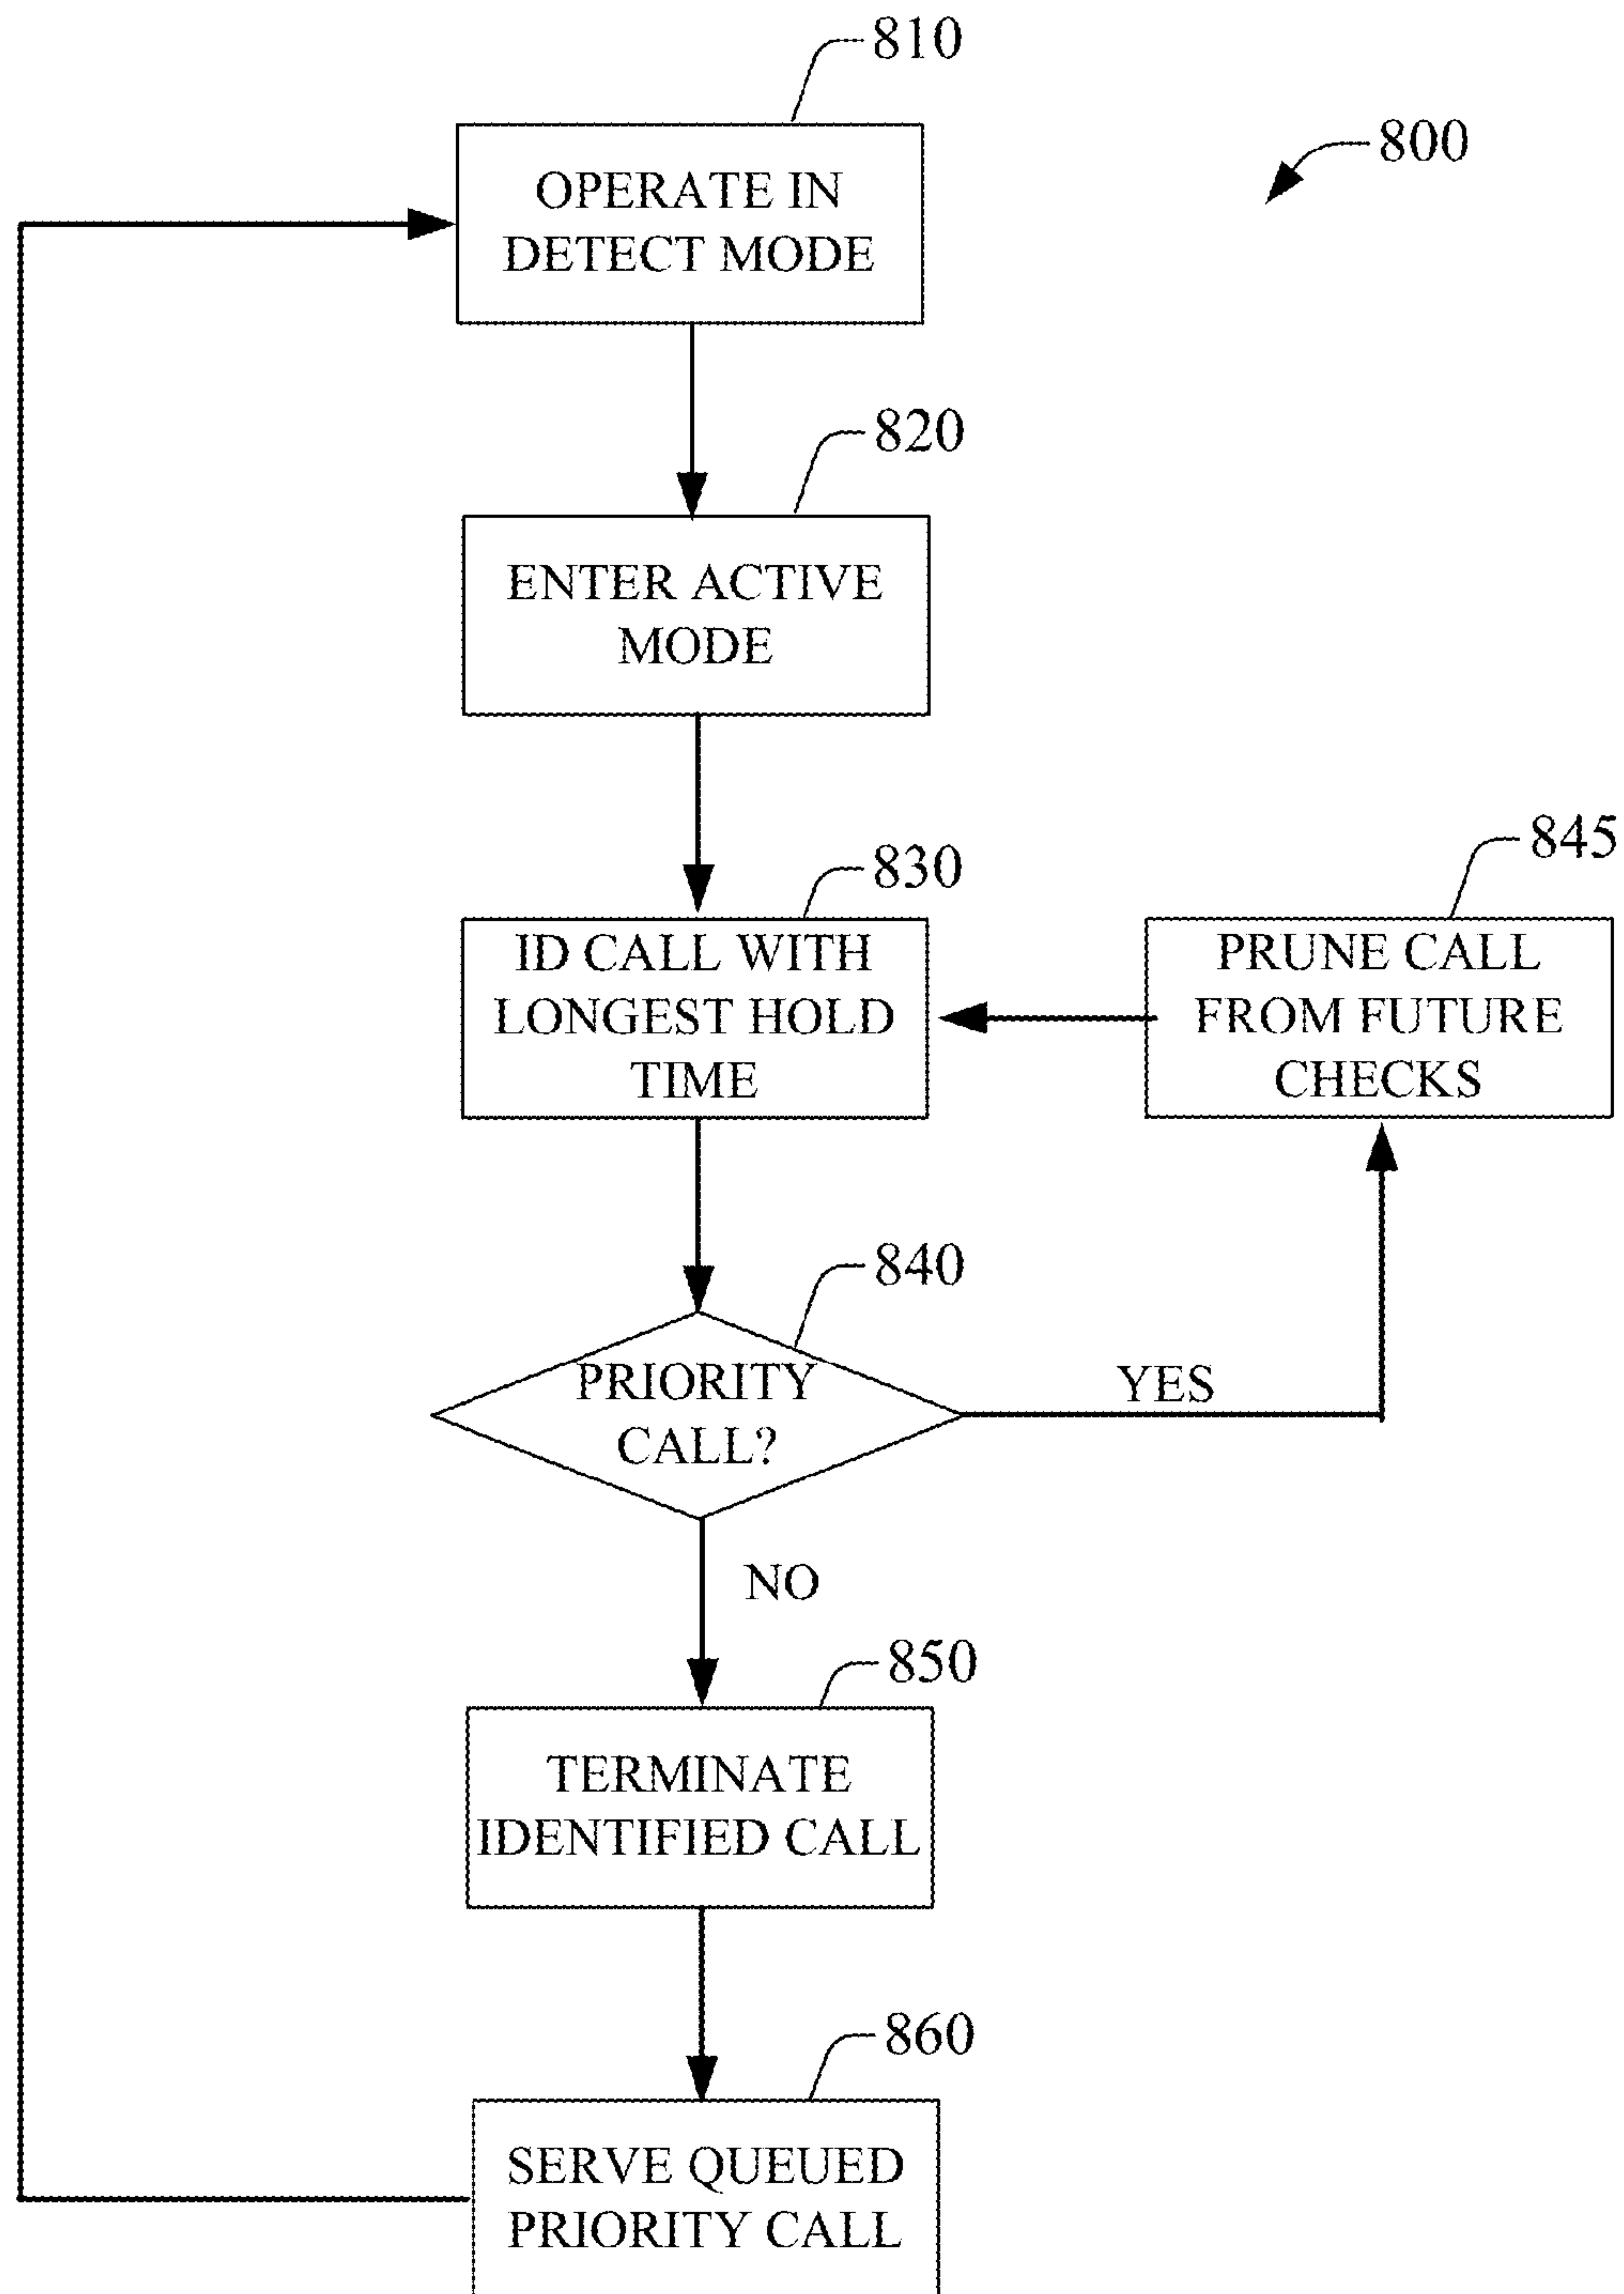 810
800
OPERATE IN
DETECT MODE
820
ENTER ACTIVE
MODE
830
845
ID CALL WITH
LONGEST HOLD
TIME
PRUNE CALL
FROM FUTURE
CHECKS
840
PRIORITY
CALL?
YES
NO
850
TERMINATE
IDENTIFIED CALL
860
SERVE QUEUED
PRIORITY CALL